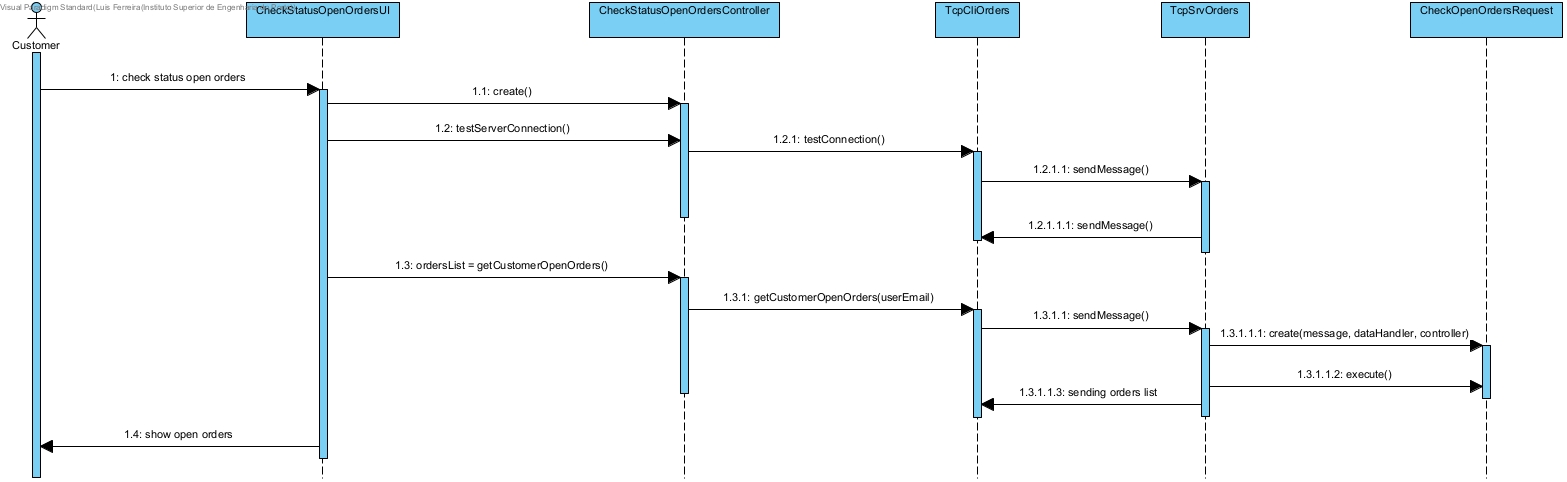 Visual Paradigm Standard(Luis Ferreira(Instituto Superior de Engenharia
CheckStatusOpenOrdersUI
CheckStatusOpenOrdersController
TcpCliOrders
TcpSrvOrders
CheckOpenOrdersRequest
Customer
1: check status open orders
1.1: create()
1.2: testServerConnection()
1.2.1: testConnection()
1.2.1.1: sendMessage()
1.2.1.1.1: sendMessage()
1.3: ordersList = getCustomerOpenOrders()
1.3.1: getCustomerOpenOrders(userEmail)
1.3.1.1: sendMessage()
1.3.1.1.1: create(message, dataHandler, controller)
1.3.1.1.2: execute()
1.3.1.1.3: sending orders list
1.4: show open orders